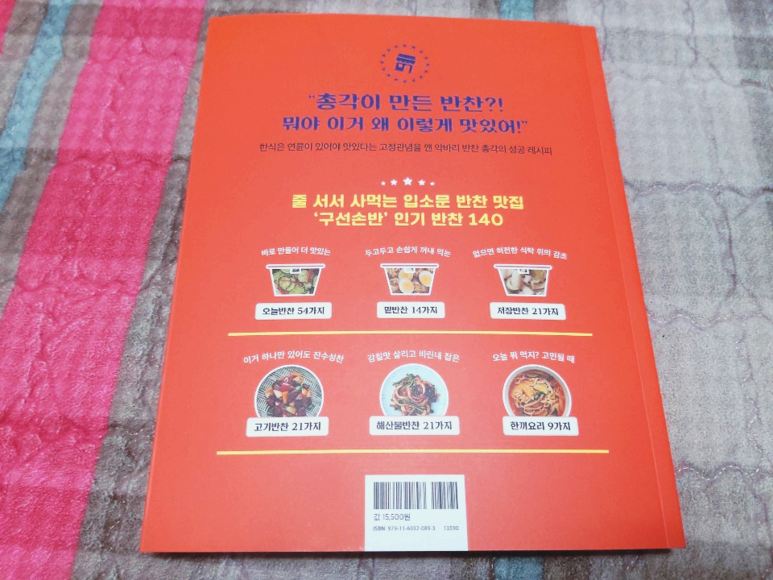 "총각이 만든 반찬?!
뭐야 이거 왜 이렇게 맛있어!"
한식은 연륜이 있어야 맛있다는 고정관념을 깬 악바리 반찬 총각의 성공 레시피
줄 서서 사먹는 입소문 반찬 맛집
'구선손반' 인기 반찬 140
바로 만들어 더 맛있는
오늘반찬 54가지
두고두고 손쉽게 꺼내 먹는
밑반찬 14가지
없으면 허전한 식탁 위의 감초
저장반찬 21가지
이거 하나만 있어도 진수성찬
고기반찬 21가지
감칠맛 살리고 비린내 잡은
해산물반찬 21가지
오늘 뭐 먹지? 고민될 때
한끼요리 9가지
값 15,500원
ISBN